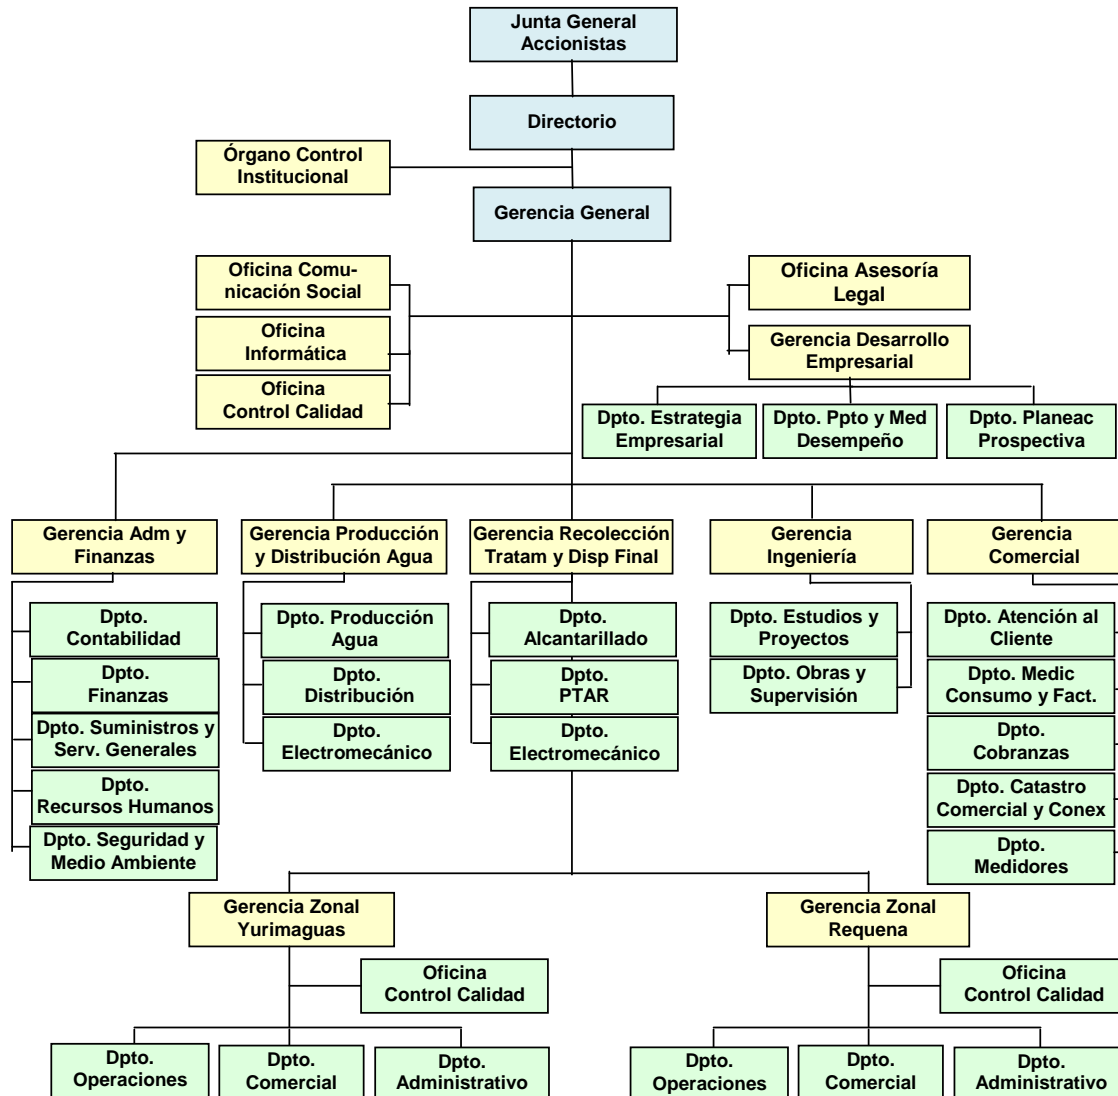 Junta General
Accionistas
Directorio
Órgano Control
Institucional
Gerencia General
Oficina Comu-
nicación Social
Oficina Asesoría
Legal
Oficina
Informática
Gerencia Desarrollo
Empresarial
Oficina
Control Calidad
Dpto. Estrategia
Empresarial
Dpto. Ppto y Med
Desempeño
Dpto. Planeac
Prospectiva
Gerencia Adm y
Finanzas
Gerencia Producción
y Distribución Agua
Gerencia Recolección
Tratam y Disp Final
Gerencia
Ingeniería
Gerencia
Comercial
Dpto.
Contabilidad
Dpto.
Finanzas
Dpto. Suministros y
Serv. Generales
Dpto.
Recursos Humanos
Dpto. Seguridad y
Medio Ambiente
Dpto. Producción
Agua
Dpto.
Distribución
Dpto.
Electromecánico
Dpto.
Alcantarillado
Dpto.
PTAR
Dpto.
Electromecánico
Dpto. Estudios y
Proyectos
Dpto. Obras y
Supervisión
Dpto. Atención al
Cliente
Dpto. Medic
Consumo y Fact.
Dpto.
Cobranzas
Dpto. Catastro
Comercial y Conex
Dpto.
Medidores
Gerencia Zonal
Yurimaguas
Oficina
Control Calidad
Dpto.
Operaciones
Dpto.
Comercial
Dpto.
Administrativo
Gerencia Zonal
Requena
Oficina
Control Calidad
Dpto.
Operaciones
Dpto.
Comercial
Dpto.
Administrativo